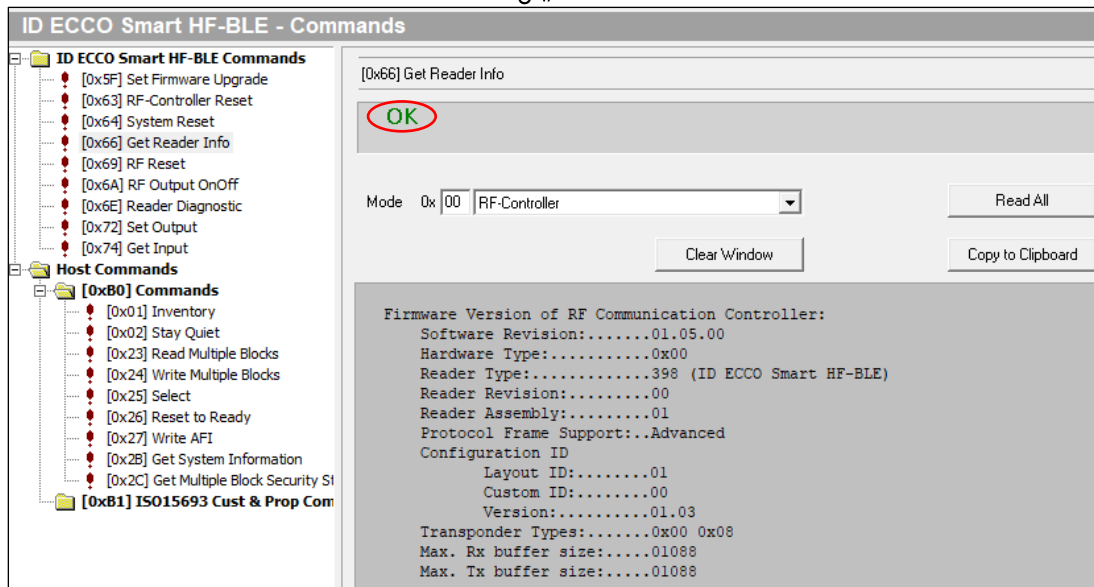 ID ECCO Smart HF-BLE - Commands
ID ECCO Smart HF-BLE Commands
[0x5F] Set Firmware Upgrade
[0x63] RF-Controller Reset
[0x64] System Reset
[0x66] Get Reader Info
[0x69] RF Reset
[0x6A] RF Output OnOff
[0x6E] Reader Diagnostic
[0x72] Set Output
[0x74] Get Input
Host Commands
[0xB0] Commands
[0x01] Inventory
[0x02] Stay Quiet
[0x23] Read Multiple Blocks
[0x24] Write Multiple Blocks
[0x25] Select
[0x26] Reset to Ready
[0x27] Write AFI
[0x2B] Get System Information
[0x2C] Get Multiple Block Security
[0xB1] ISO15693 Cust & Prop
[0x66] Get Reader Info
OK
Mode 0x 00 RF-Controller
Read All
Clear Window
Copy to Clipboard
Firmware Version of RF Communication Controller:
Software Revision:.......01.05.00
Hardware Type:...........0x00
Reader Type:.............398 (ID ECCO Smart HF-BLE)
Reader Revision:.........00
Reader Assembly:.........01
Protocol Frame Support:..Advanced
Configuration ID
Layout ID:........01
Custom ID:........00
Version:..........01.03
Transponder Types:.......0x00 0x08
Max. Rx buffer size:.....01088
Max. Tx buffer size:.....01088